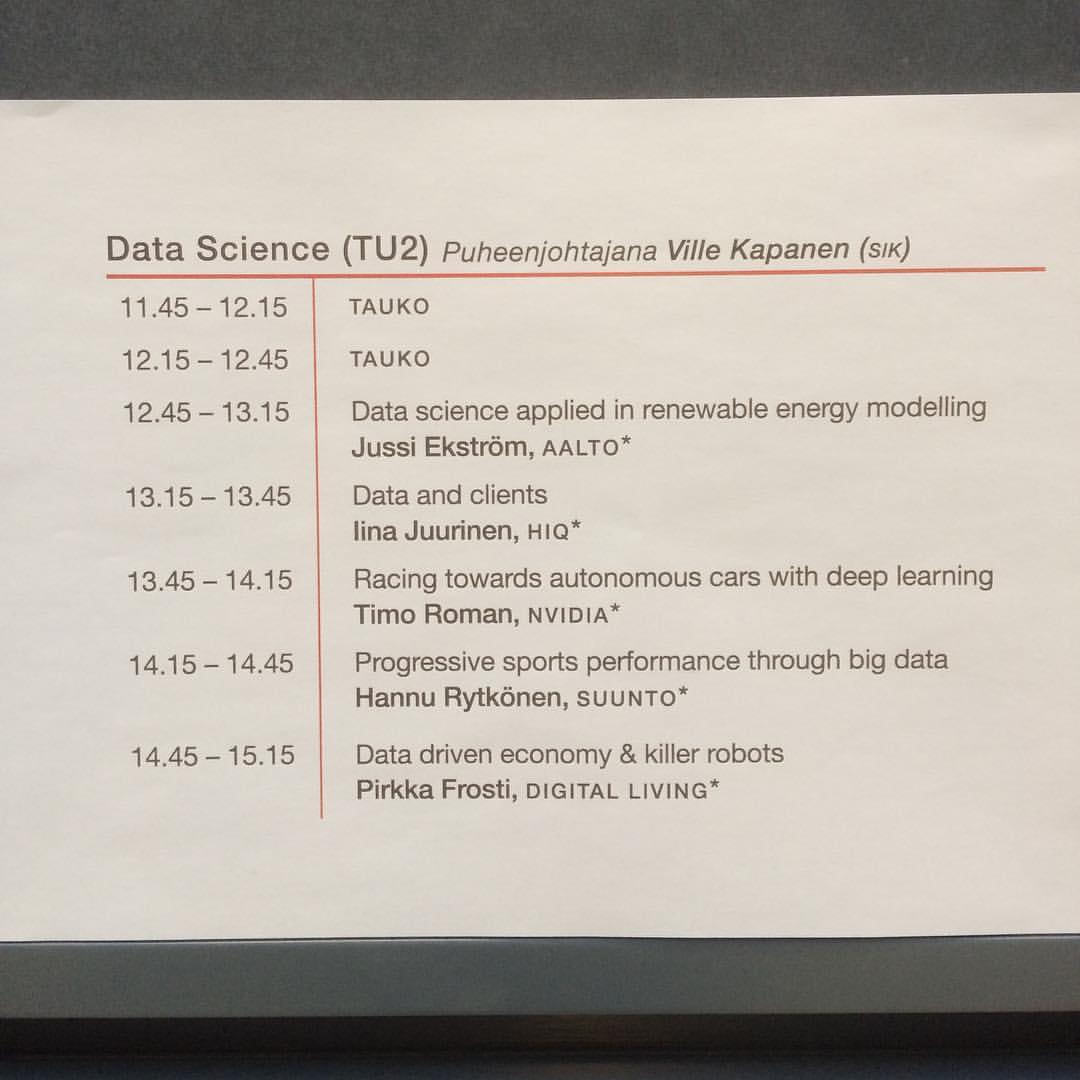 Data Science (TU2) Puheenjohtajana Ville Kapanen (SIK)
11.45 – 12.15 TAUKO
12.15 – 12.45 TAUKO
12.45 – 13.15 Data science applied in renewable energy modelling
Jussi Ekström, AALTO*
13.15 – 13.45 Data and clients
Iina Juurinen, HIQ*
13.45 – 14.15 Racing towards autonomous cars with deep learning
Timo Roman, NVIDIA*
14.15 – 14.45 Progressive sports performance through big data
Hannu Rytkönen, SUUNTO*
14.45 – 15.15 Data driven economy & killer robots
Pirkka Frosti, DIGITAL LIVING*